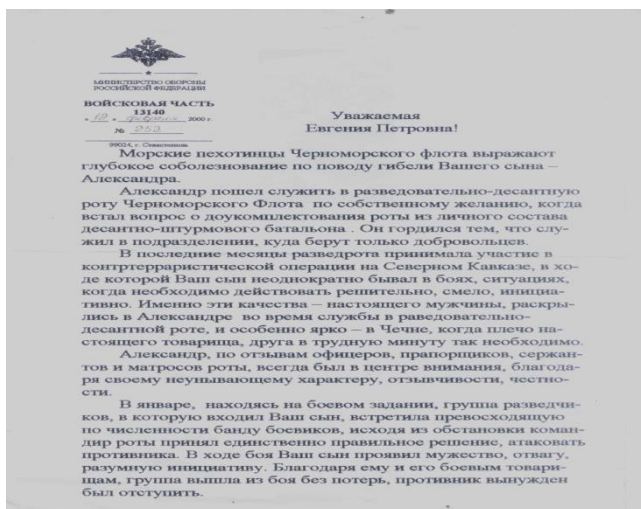 МИНИСТЕРСТВО ОБОРОНЫ
РОССИЙСКОЙ ФЕДЕРАЦИИ
ВОЙСКОВАЯ ЧАСТЬ
13140
« 19 » февраля 2000 г.
№ 252
99024, г. Севастополь
Уважаемая
Евгения Петровна!
Морские пехотинцы Черноморского флота выражают
глубокое соболезнование по поводу гибели Вашего сына –
Александра.
Александр пошел служить в разведовательно-десантную
роту Черноморского Флота по собственному желанию, когда
встал вопрос о доукомплектования роты из личного состава
десантно-штурмового батальона . Он гордился тем, что слу-
жил в подразделении, куда берут только добровольцев.
В последние месяцы разведрота принимала участие в
контртерраристической операции на Северном Кавказе, в хо-
де которой Ваш сын неоднократно бывал в боях, ситуациях,
когда необходимо действовать решительно, смело, инициа-
тивно. Именно эти качества – настоящего мужчины, раскры-
лись в Александре во время службы в раведовательно-
десантной роте, и особенно ярко – в Чечне, когда плечо на-
стоящего товарища, друга в трудную минуту так необходимо.
Александр, по отзывам офицеров, прапорщиков, сержан-
тов и матросов роты, всегда был в центре внимания, благода-
ря своему неунывающему характеру, отзывчивости, честно-
сти.
В январе, находясь на боевом задании, группа разведчи-
ков, в которую входил Ваш сын, встретила превосходящую
по численности банду боевиков, исходя из обстановки коман-
дир роты принял единственно правильное решение, атаковать
противника. В ходе боя Ваш сын проявил мужество, отвагу,
разумную инициативу. Благодаря ему и его боевым товари-
щам, группа вышла из боя без потерь, противник вынужден
был отступить.